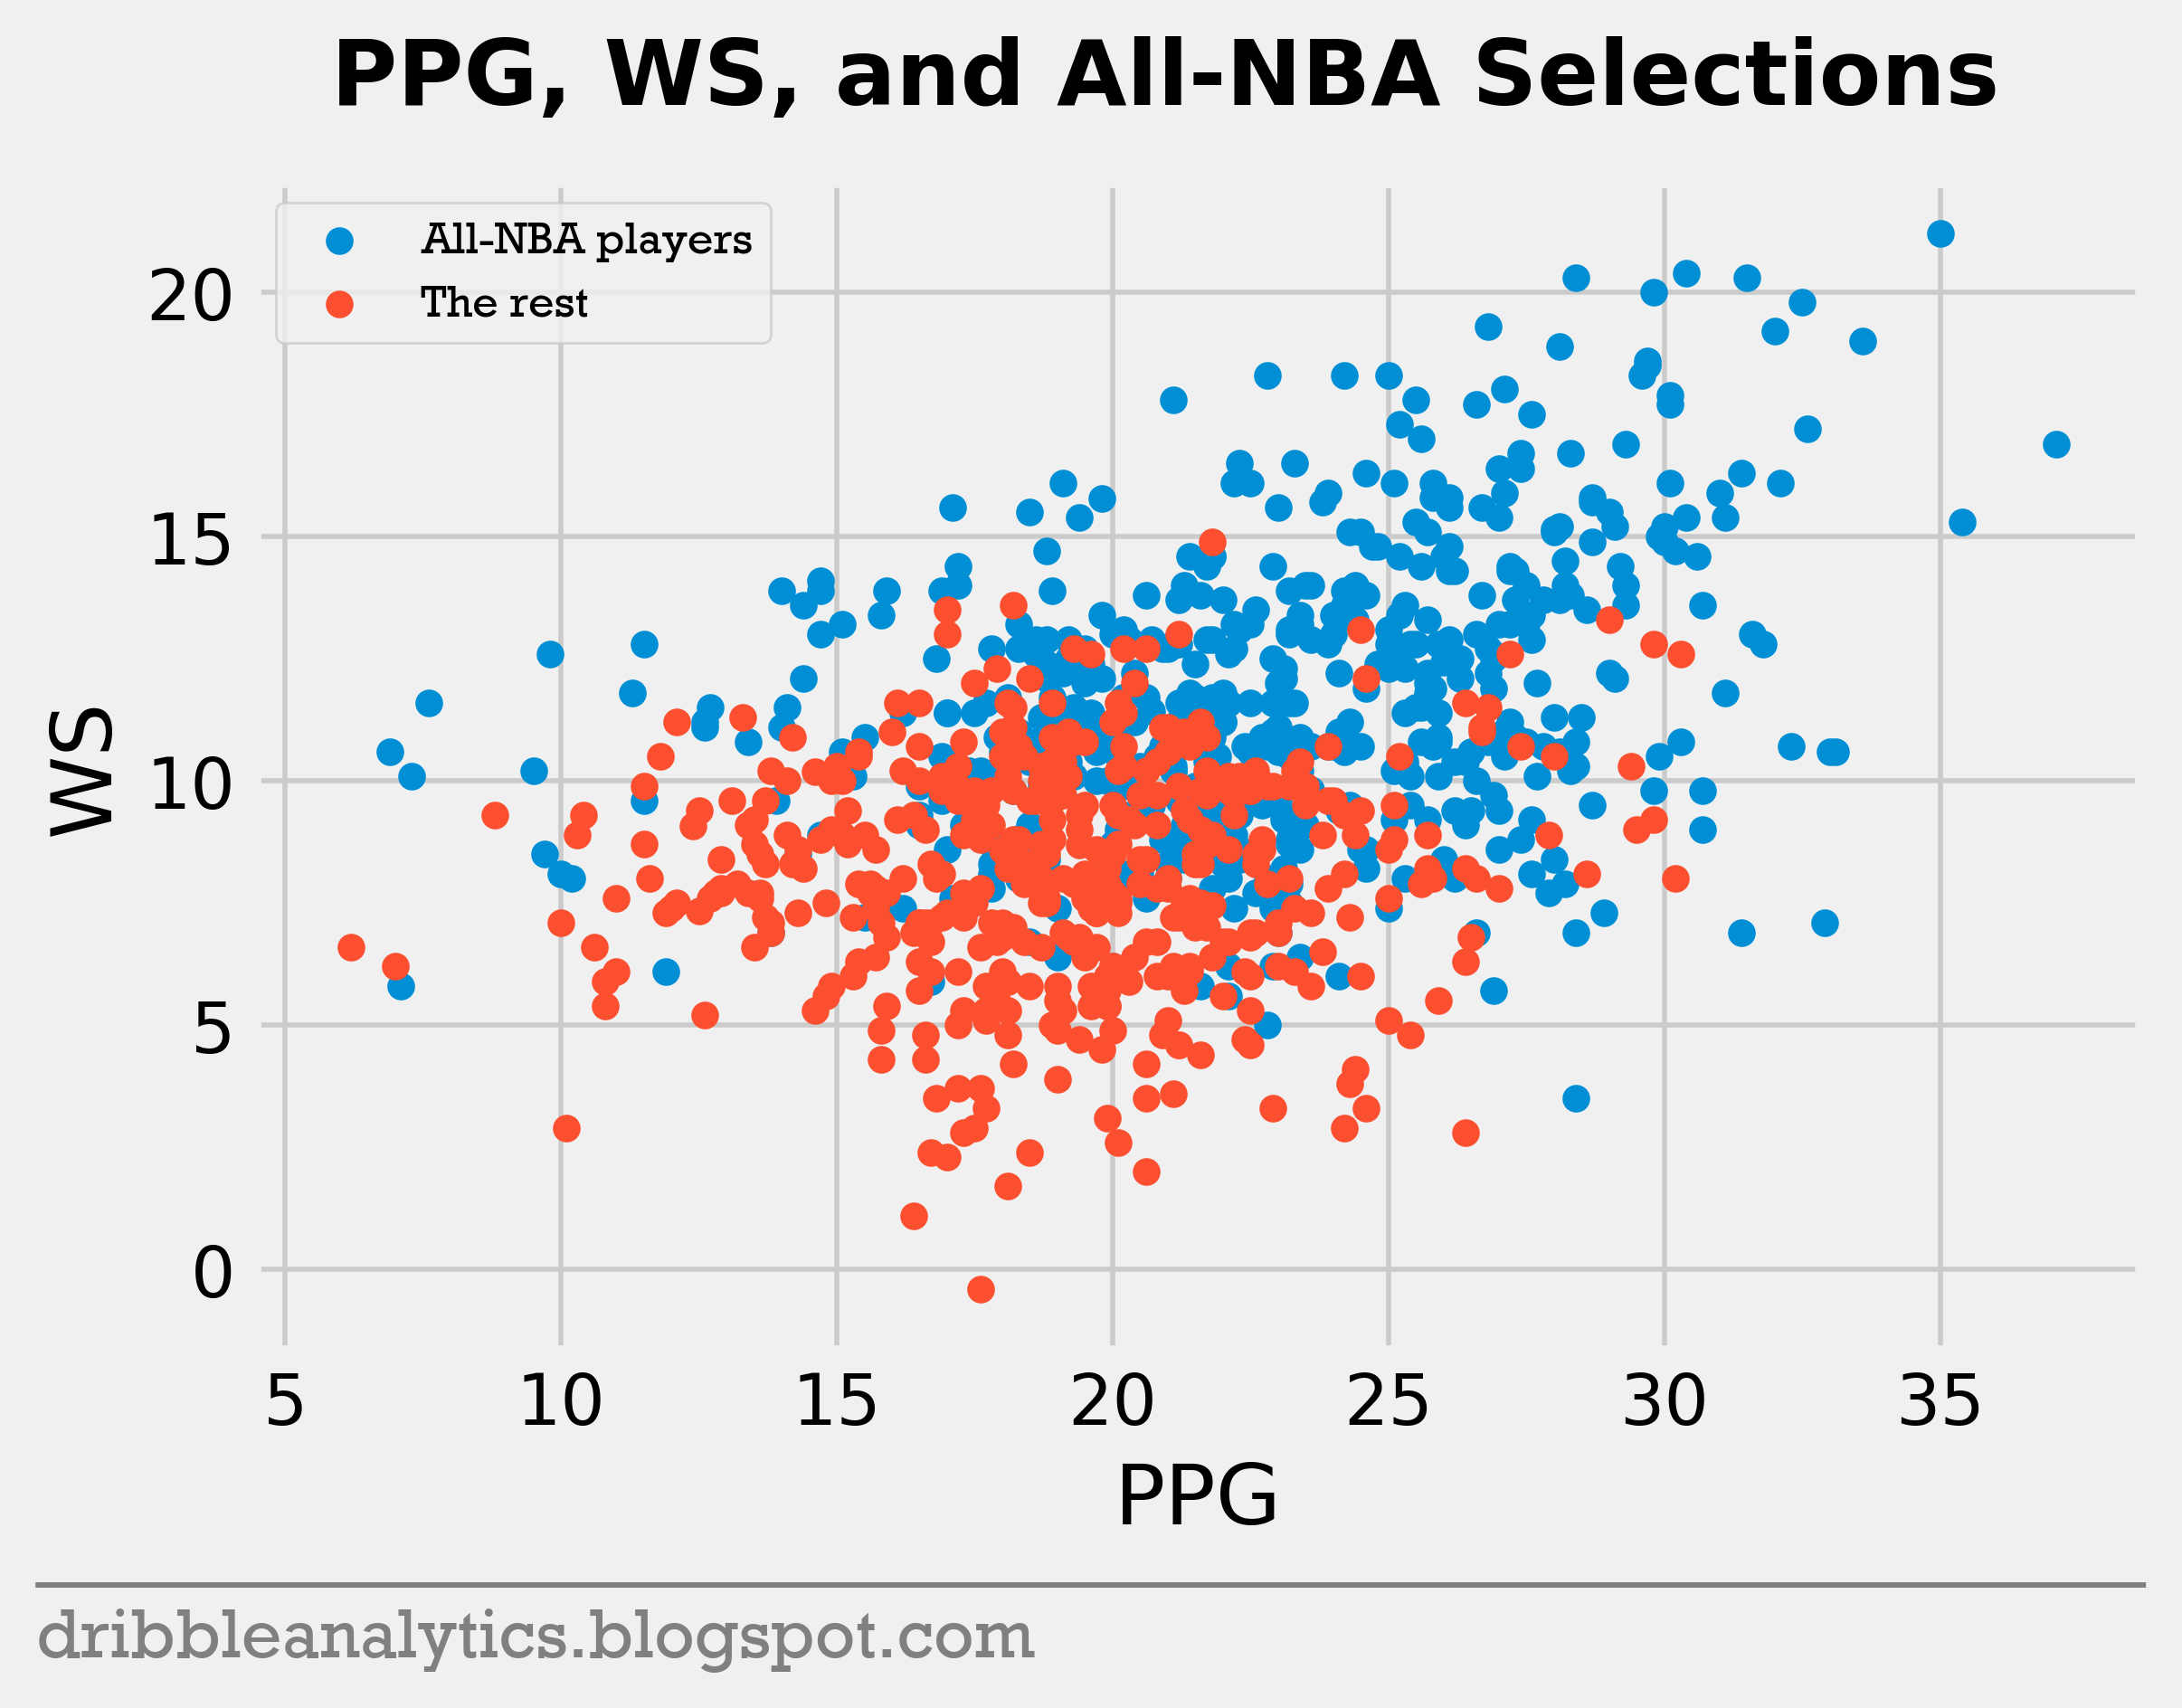 PPG, WS, and All-NBA Selections
All-NBA players
The rest
20
15
10
5
0
WS
5 10 15 20 25 30 35
PPG
dribbleanalytics.blogspot.com